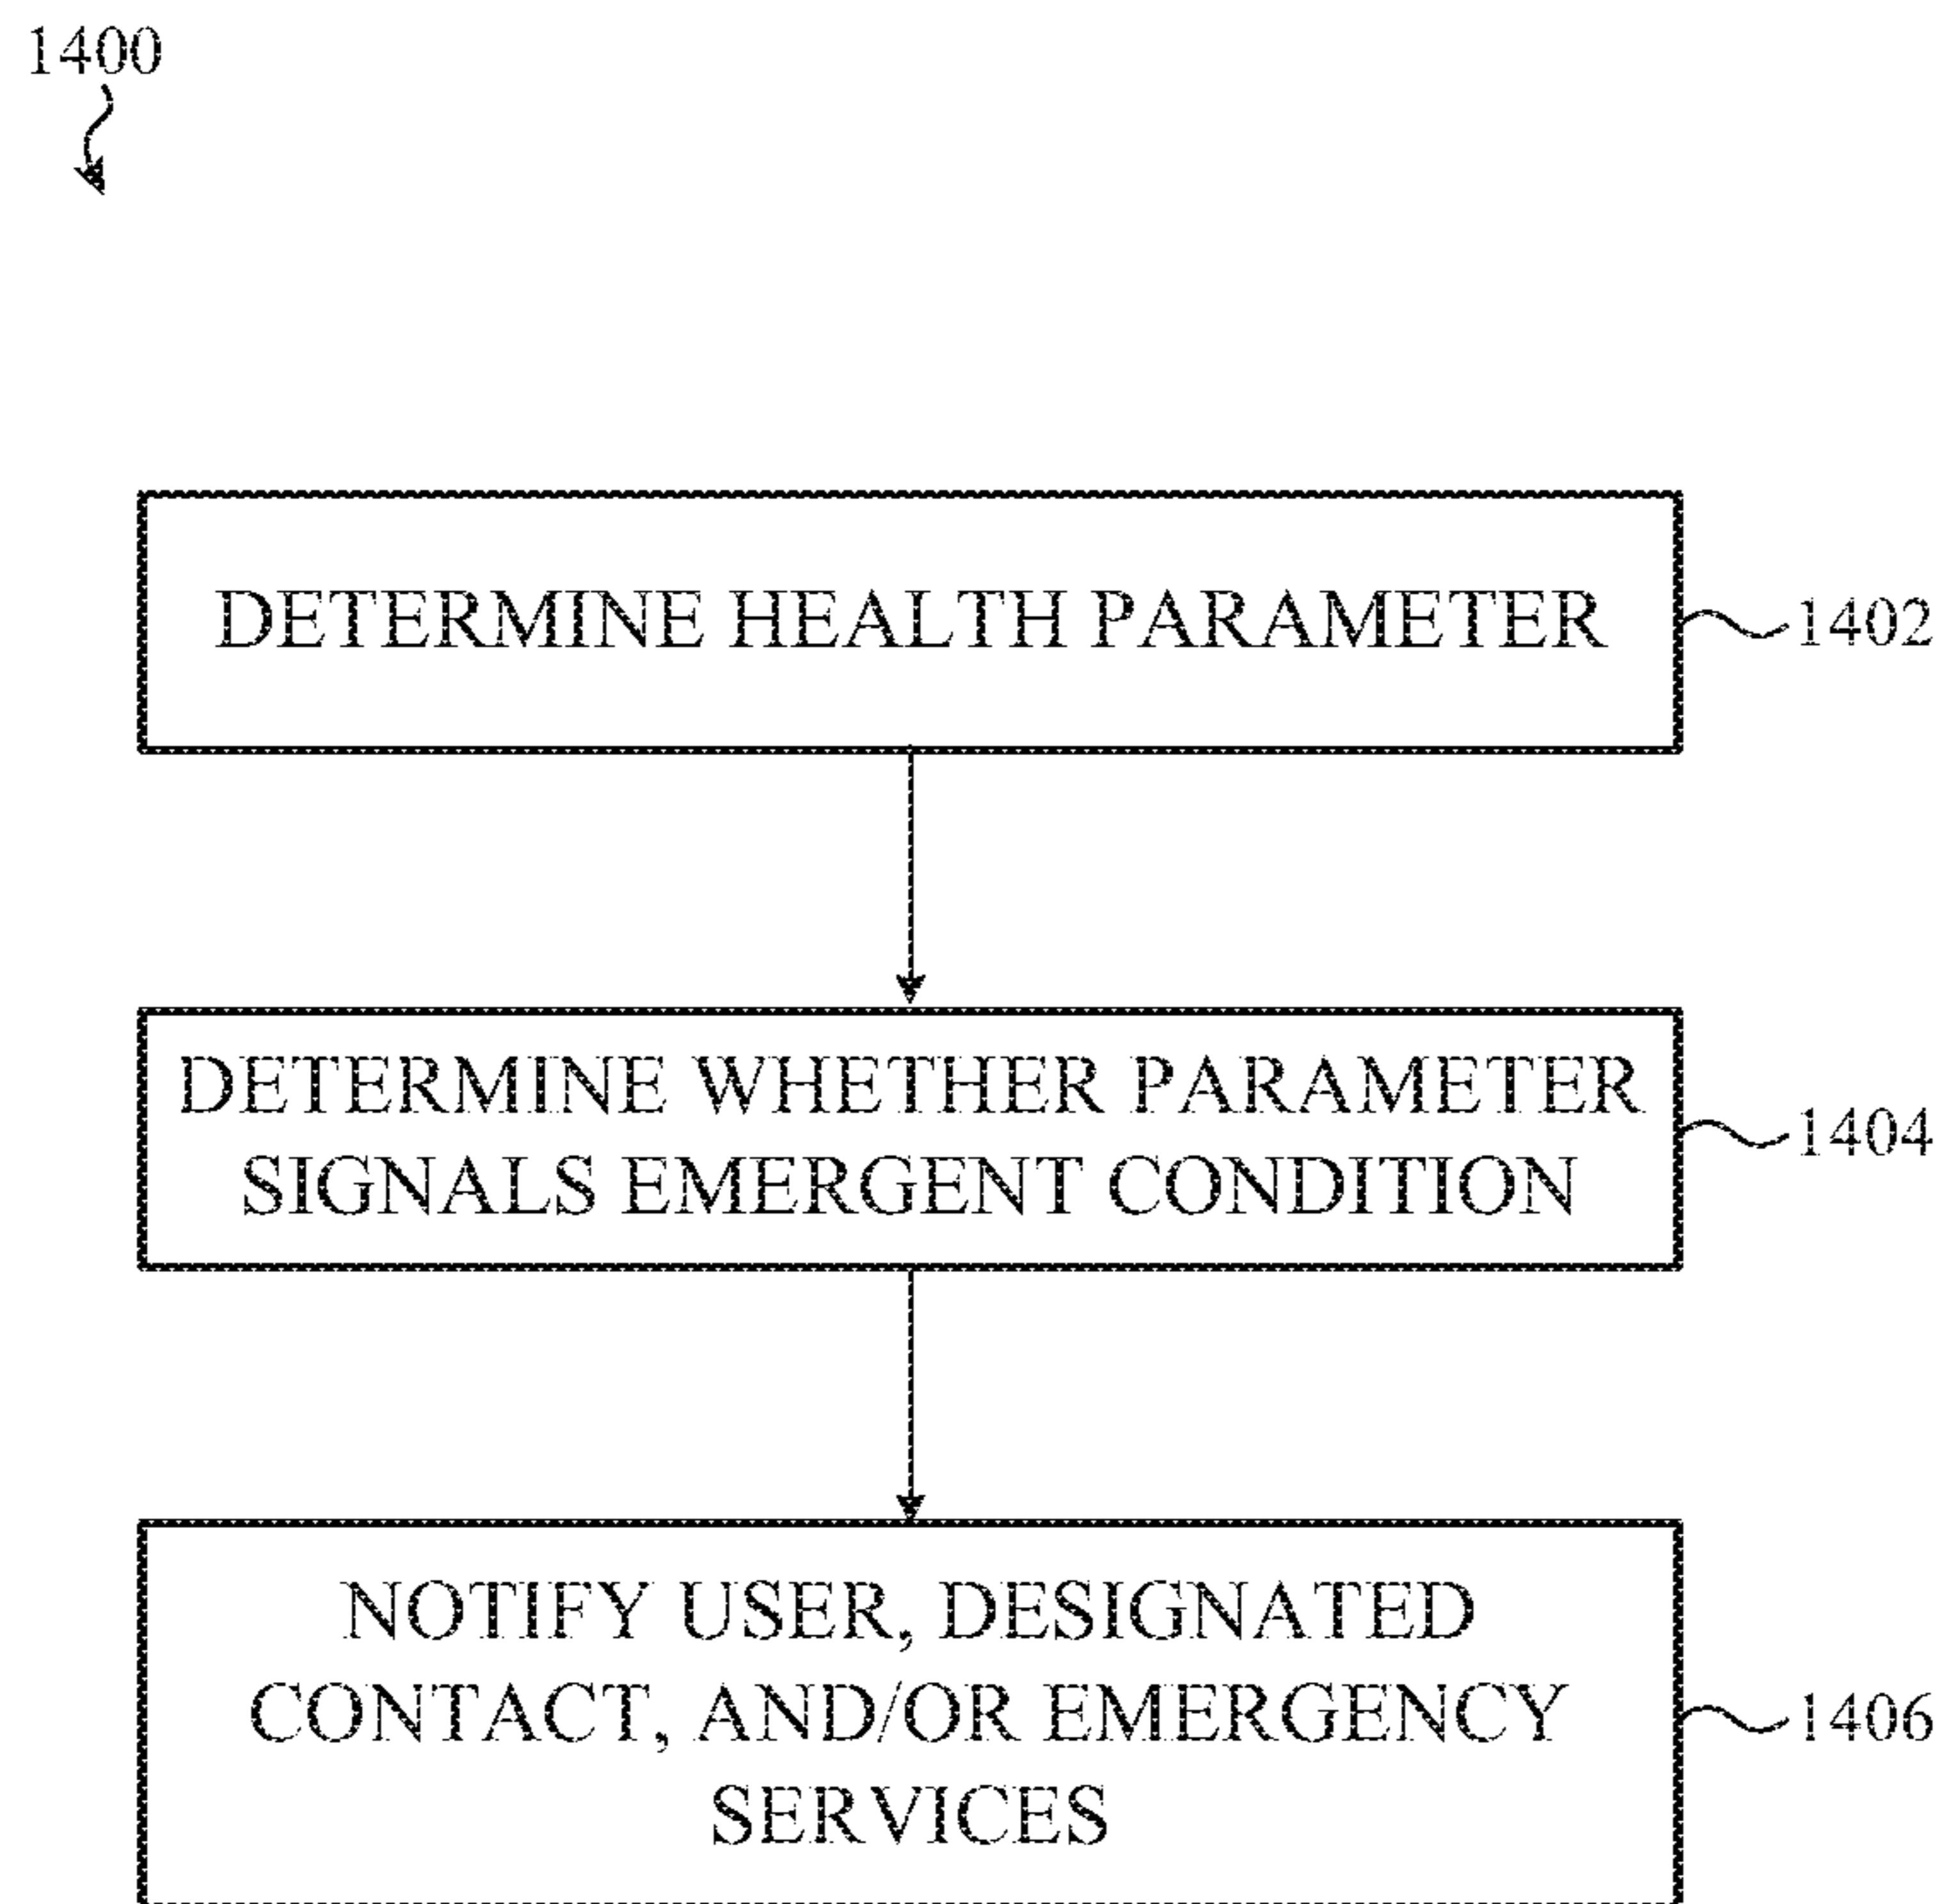 1400
DETERMINE HEALTH PARAMETER
1402
DETERMINE WHETHER PARAMETER
SIGNALS EMERGENT CONDITION
1404
NOTIFY USER, DESIGNATED
CONTACT, AND/OR EMERGENCY
SERVICES
1406